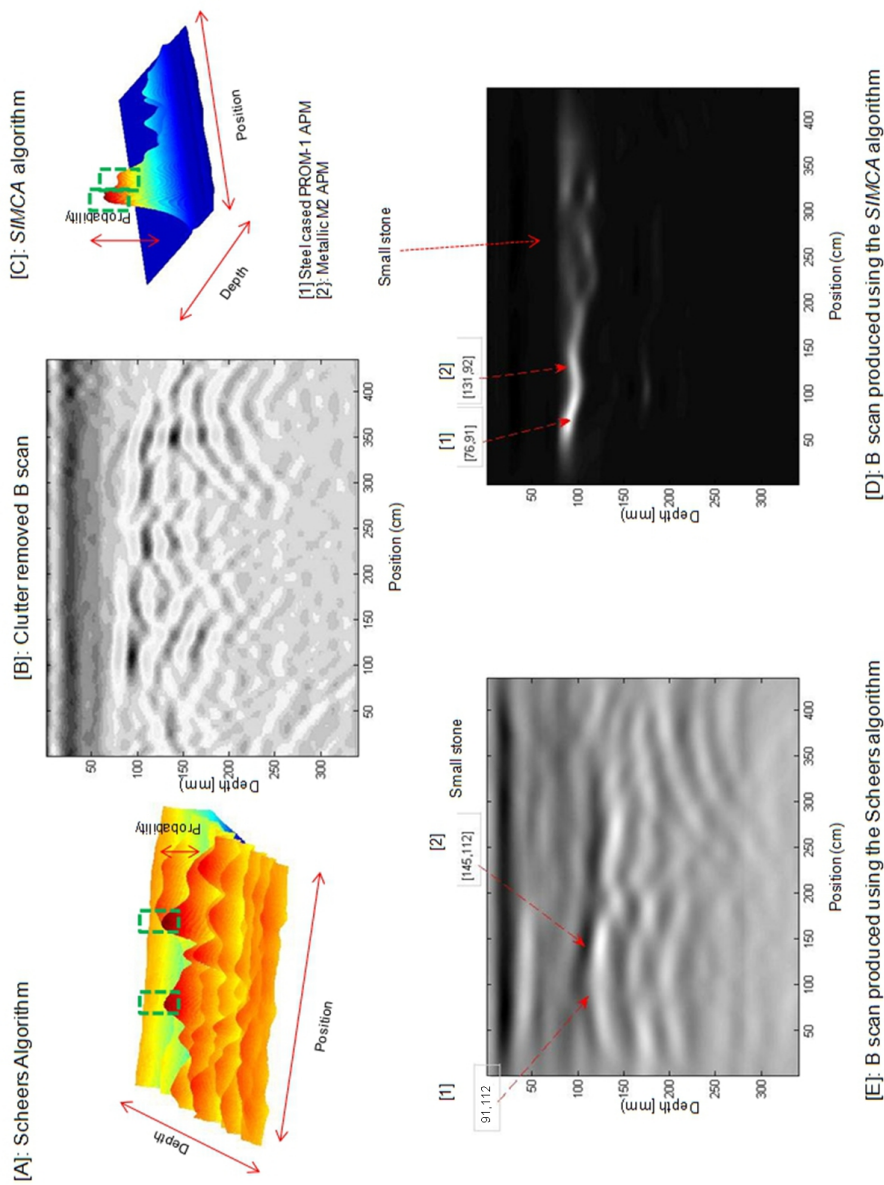 [A]: Scheers Algorithm
Probability
Depth
Position
[B]: Clutter removed B scan
50
100
150
200
250
300
Depth [mm]
50
100
150
200
250
300
350
400
Position (cm)
[C]: SIMCA algorithm
Probability
Depth
Position
[1] Steel cased PROM-1 APM
[2}: Metallic M2 APM
[1]
91,112
[2]
[145,112]
Small stone
50
100
150
200
250
300
Depth [mm]
50
100
150
200
250
300
350
400
Position (cm)
[E]: B scan produced using the Scheers algorithm
[1]
[76,91]
[2]
[131,92]
Small stone
50
100
150
200
250
300
Depth [mm]
50
100
150
200
250
300
350
400
Position (cm)
[D]: B scan produced using the SIMCA algorithm